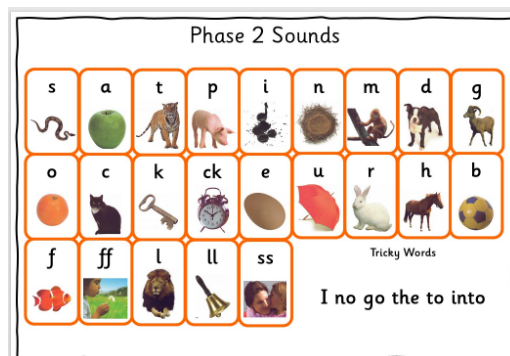 Phase 2 Sounds
s a t p i n m d g
o c k ck e u r h b
f ff l ll ss
Tricky Words
I no go the to into